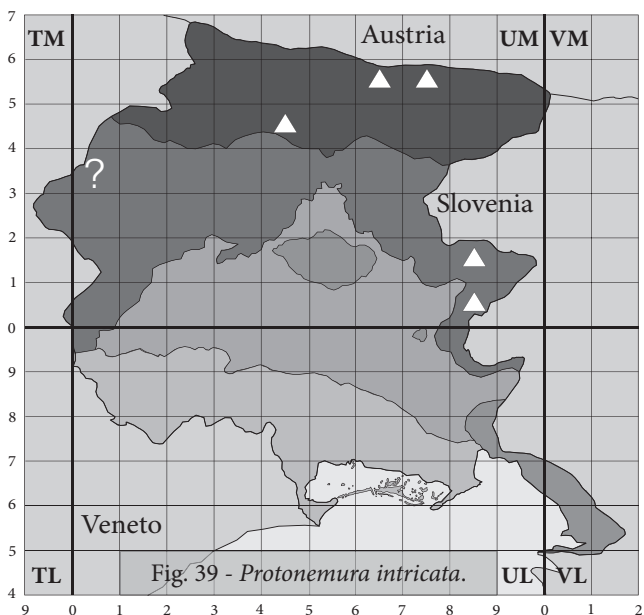 7
TM
Austria
UM
VM
6
5
4
?
3
Slovenia
2
1
0
9
8
7
6
Veneto
5
TL
Fig. 39 - Protonemura intricata.
UL
VL
4
9 0 1 2 3 4 5 6 7 8 9 0 1 2